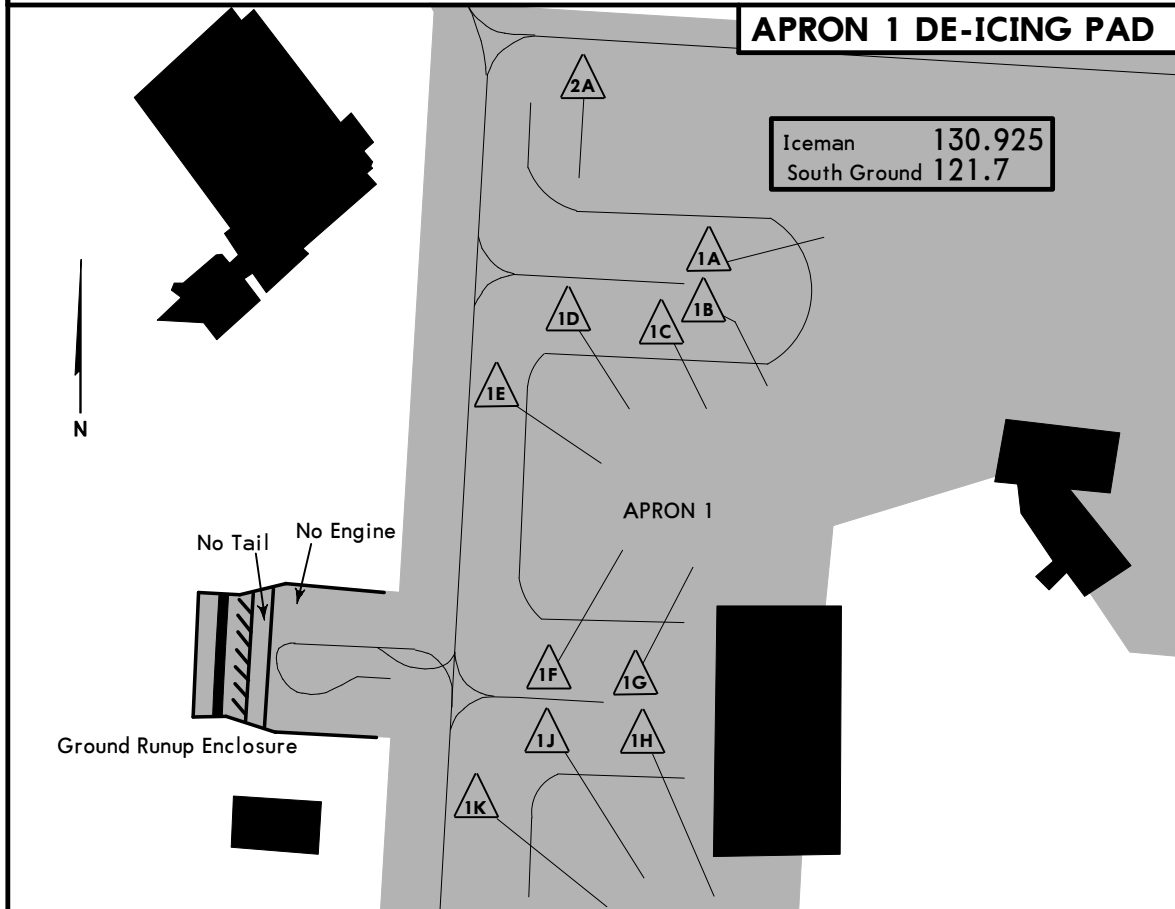 APRON 1 DE-ICING PAD
2A
Iceman 130.925
South Ground 121.7
1A
1B
1D
1C
1E
N
APRON 1
No Tail
No Engine
1F
1G
1J
1H
Ground Runup Enclosure
1K